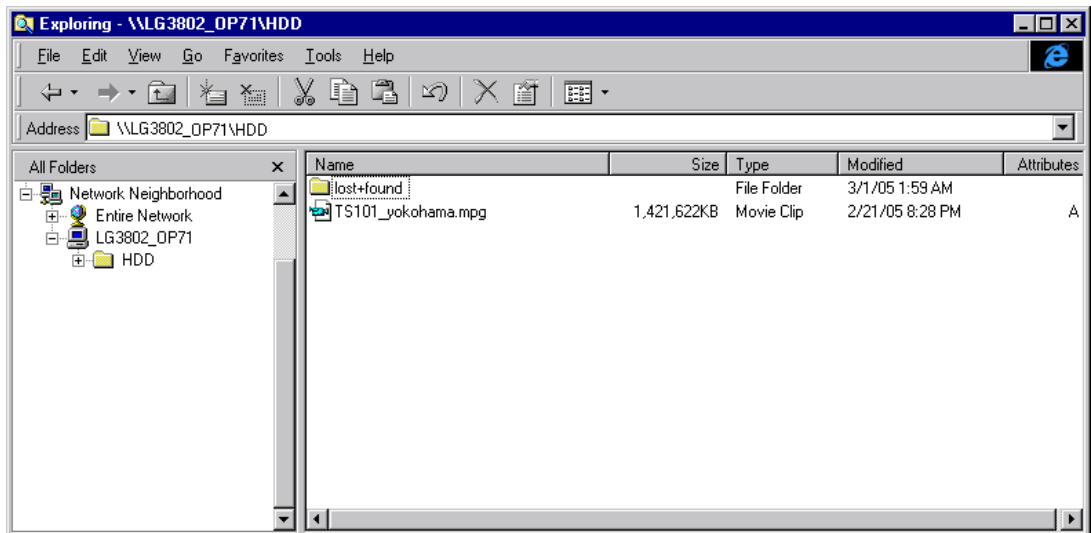 Exploring - \\LG3802_OP71\HDD
File Edit View Go Favorites Tools Help
Address \\LG3802_OP71\HDD
All Folders
Name Size Type Modified Attributes
Network Neighborhood
Entire Network
LG3802_OP71
HDD
lost+found File Folder 3/1/05 1:59 AM
TS101_yokohama.mpg 1,421,622KB Movie Clip 2/21/05 8:28 PM A